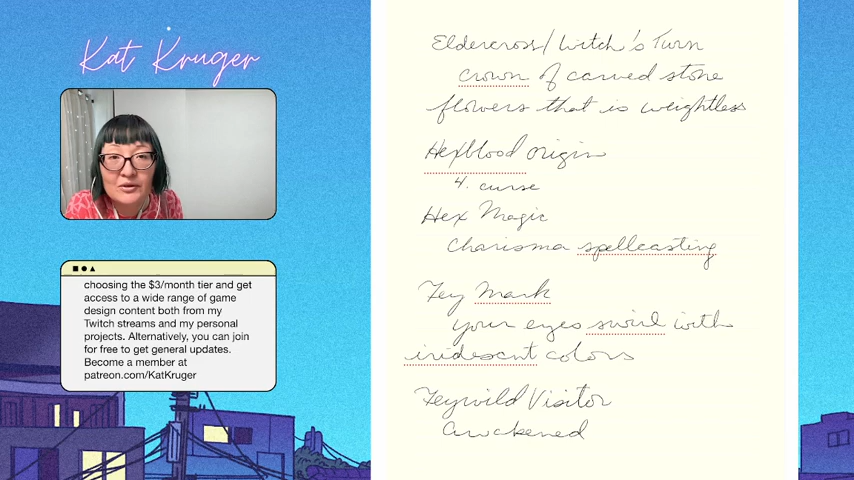 Kat Kruger
choosing the $3/month tier and get
access to a wide range of game
design content both from my
Twitch streams and my personal
projects. Alternatively, you can join
for free to get general updates.
Become a member at
patreon.com/KatKruger
Eldercross/Witch's Turn
crown of carved stone
flowers that is weightless
Hexblood origin
4. curse
Hex Magic
Charisma spellcasting
Fey Mark
your eyes swirl with
iridescent colors
Feywild Visitor
awakened